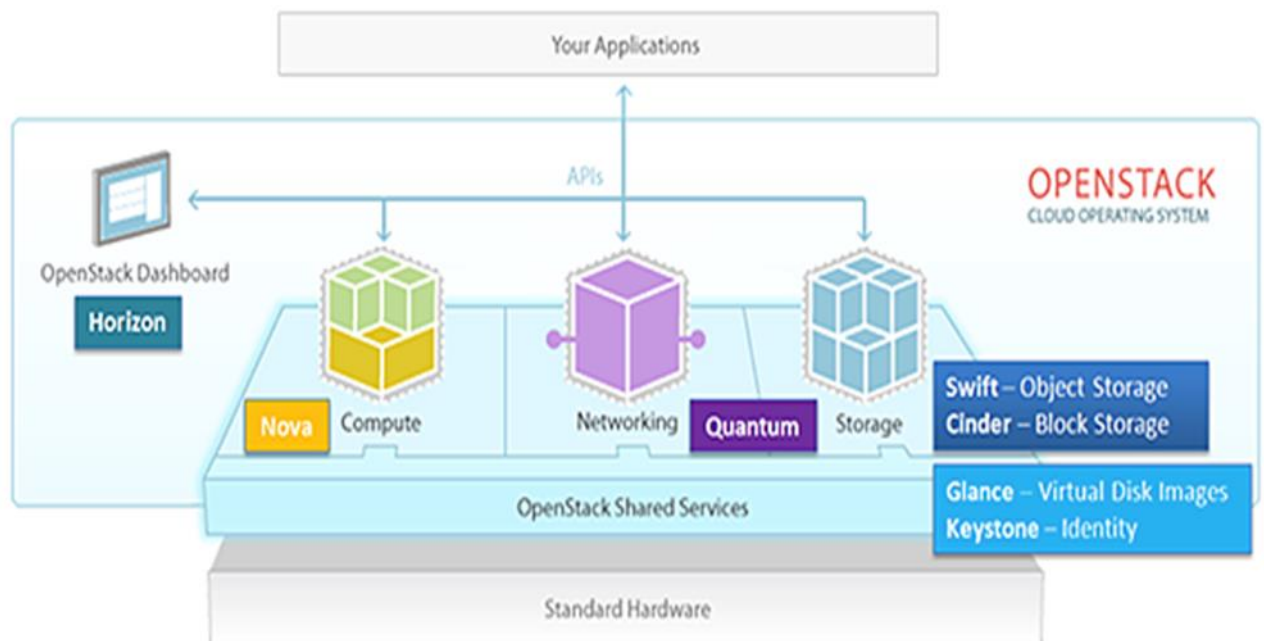 Your Applications
APIs
OPENSTACK
CLOUD OPERATING SYSTEM
OpenStack Dashboard
Horizon
Nova
Compute
Networking
Quantum
Storage
Swift – Object Storage
Cinder – Block Storage
OpenStack Shared Services
Glance – Virtual Disk Images
Keystone – Identity
Standard Hardware